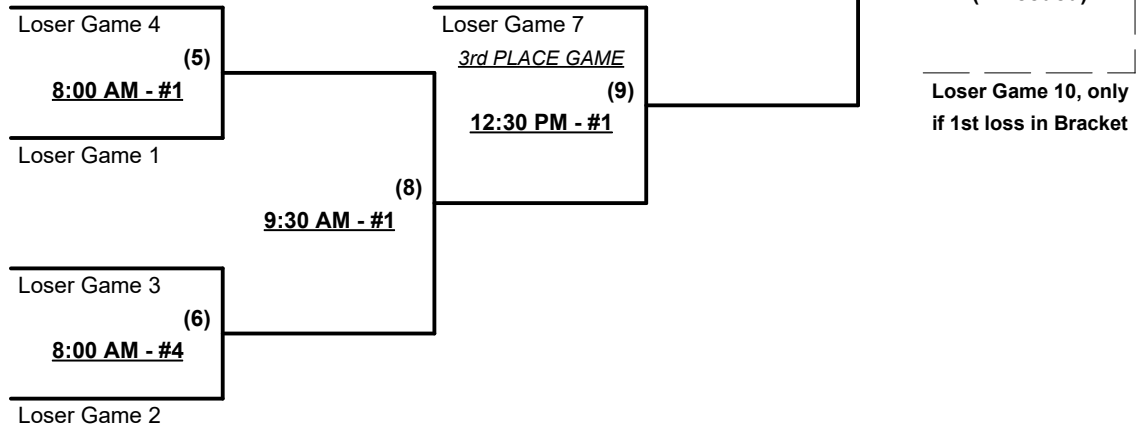 Loser Game 4
(5)
8:00 AM - #1
Loser Game 1
Loser Game 7
3rd PLACE GAME
(9)
12:30 PM - #1
(8)
9:30 AM - #1
Loser Game 3
(6)
8:00 AM - #4
Loser Game 2
Loser Game 10, only
if 1st loss in Bracket